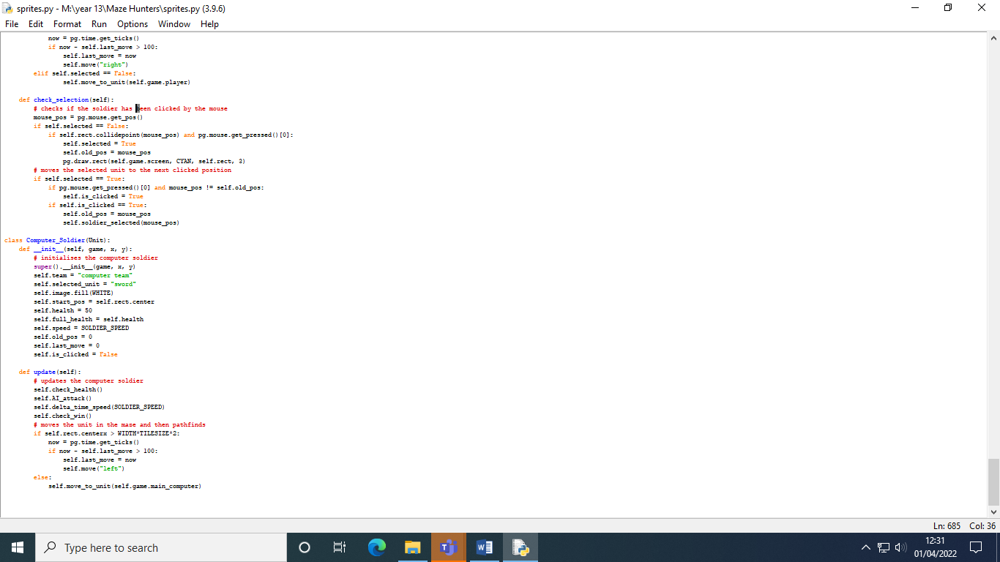 sprites.py - M:\year 13\Maze Hunters\sprites.py (3.9.6)
File Edit Format Run Options Window Help
            now = pg.time.get_ticks()
            if now - self.last_move > 100:
                self.last_move = now
                self.move("right")
        elif self.selected == False:
                self.move_to_unit(self.game.player)

    def check_selection(self):
        # checks if the soldier has been clicked by the mouse
        mouse_pos = pg.mouse.get_pos()
        if self.selected == False:
            if self.rect.collidepoint(mouse_pos) and pg.mouse.get_pressed()[0]:
                self.selected = True
                self.old_pos = mouse_pos
                pg.draw.rect(self.game.screen, CYAN, self.rect, 3)
        # moves the selected unit to the next clicked position
        if self.selected == True:
            if pg.mouse.get_pressed()[0] and mouse_pos != self.old_pos:
                self.is_clicked = True
            if self.is_clicked == True:
                self.old_pos = mouse_pos
                self.soldier_selected(mouse_pos)

class Computer_Soldier(Unit):
    def __init__(self, game, x, y):
        # initialises the computer soldier
        super().__init__(game, x, y)
        self.team = "computer team"
        self.selected_unit = "sword"
        self.image.fill(WHITE)
        self.start_pos = self.rect.center
        self.health = 50
        self.full_health = self.health
        self.speed = SOLDIER_SPEED
        self.old_pos = 0
        self.last_move = 0
        self.is_clicked = False

    def update(self):
        # updates the computer soldier
        self.check_health()
        self.AI_attack()
        self.delta_time_speed(SOLDIER_SPEED)
        self.check_win()
        # moves the unit in the maze and then pathfinds
        if self.rect.centerx > WIDTH*TILESIZE*2:
            now = pg.time.get_ticks()
            if now - self.last_move > 100:
                self.last_move = now
                self.move("left")
        else:
            self.move_to_unit(self.game.main_computer)
Ln: 685 Col: 36
Type here to search
12:31
01/04/2022